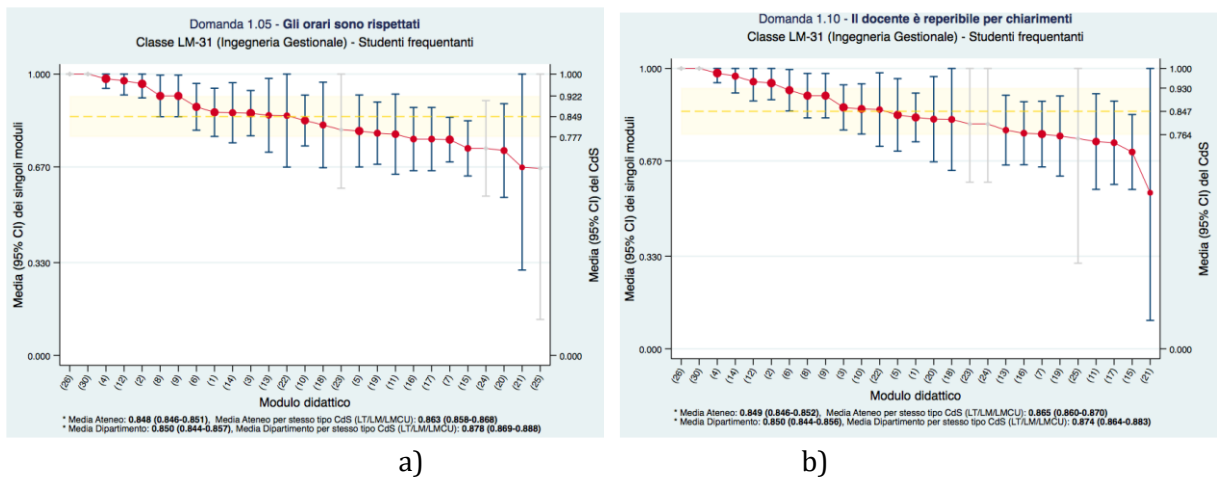 Domanda 1.05 - Gli orari sono rispettati
Classe LM-31 (Ingegneria Gestionale) - Studenti frequentanti
Media (95% CI) dei singoli moduli
1.000
0.670
0.330
0.000
1.000
0.922
0.849
0.777
0.000
Media (95% CI) del CdS
(26) (30) (4) (12) (2) (8) (9) (6) (1) (14) (3) (13) (22) (10) (18) (23) (5) (19) (11) (16) (17) (7) (15) (24) (20) (21) (25)
Modulo didattico
* Media Ateneo: 0.848 (0.846-0.851), Media Ateneo per stesso tipo CdS (LT/LM/LMCU): 0.863 (0.858-0.868)
* Media Dipartimento: 0.850 (0.844-0.857), Media Dipartimento per stesso tipo CdS (LT/LM/LMCU): 0.878 (0.869-0.888)
a)
Domanda 1.10 - Il docente è reperibile per chiarimenti
Classe LM-31 (Ingegneria Gestionale) - Studenti frequentanti
Media (95% CI) dei singoli moduli
1.000
0.670
0.330
0.000
1.000
0.930
0.847
0.764
0.000
Media (95% CI) del CdS
(26) (30) (4) (14) (12) (2) (6) (8) (9) (3) (10) (22) (5) (1) (20) (18) (23) (24) (13) (16) (7) (19) (25) (11) (17) (15) (21)
Modulo didattico
* Media Ateneo: 0.849 (0.846-0.852), Media Ateneo per stesso tipo CdS (LT/LM/LMCU): 0.865 (0.860-0.870)
* Media Dipartimento: 0.850 (0.844-0.856), Media Dipartimento per stesso tipo CdS (LT/LM/LMCU): 0.874 (0.864-0.883)
b)